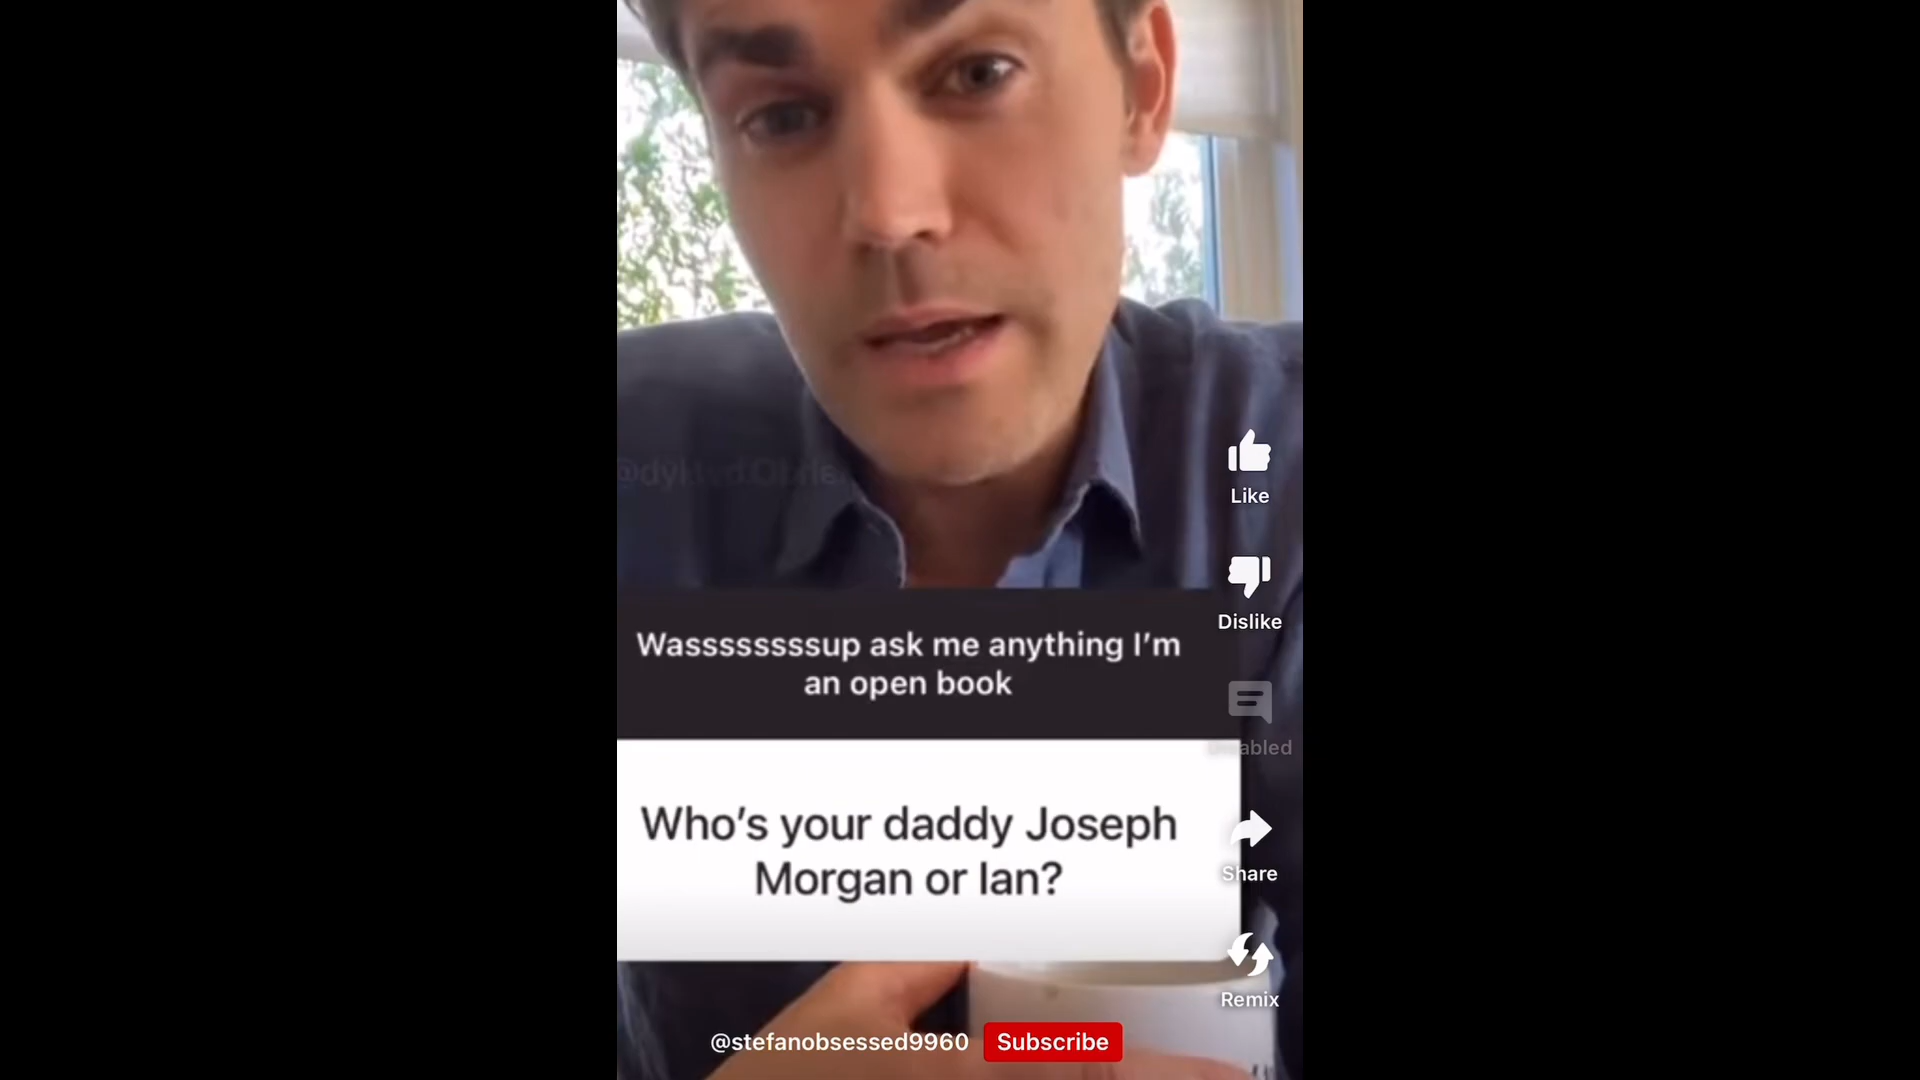 Like
Dislike
Wasssssssssup ask me anything I’m
an open book
Who’s your daddy Joseph
Morgan or Ian?
Share
Remix
@stefanobsessed9960 Subscribe